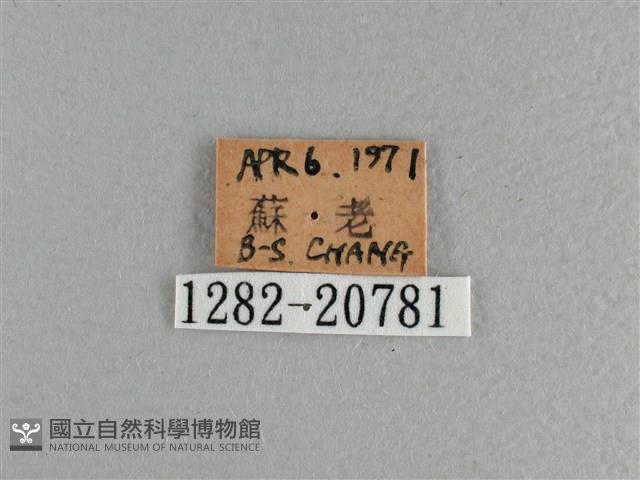 APR 6. 1971
蘇 • 老
B-S. CHANG
1282-20781
國立自然科學博物館
NATIONAL MUSEUM OF NATURAL SCIENCE